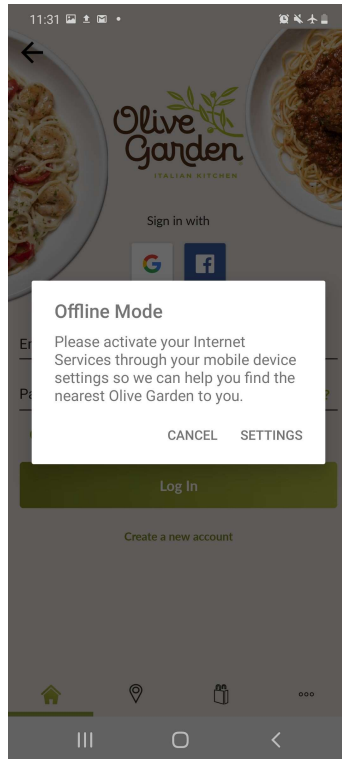 11:31
Olive
Garden
ITALIAN KITCHEN
Sign in with
G
f
Offline Mode
Please activate your Internet
Services through your mobile device
settings so we can help you find the
nearest Olive Garden to you.
CANCEL SETTINGS
?
Log In
Create a new account